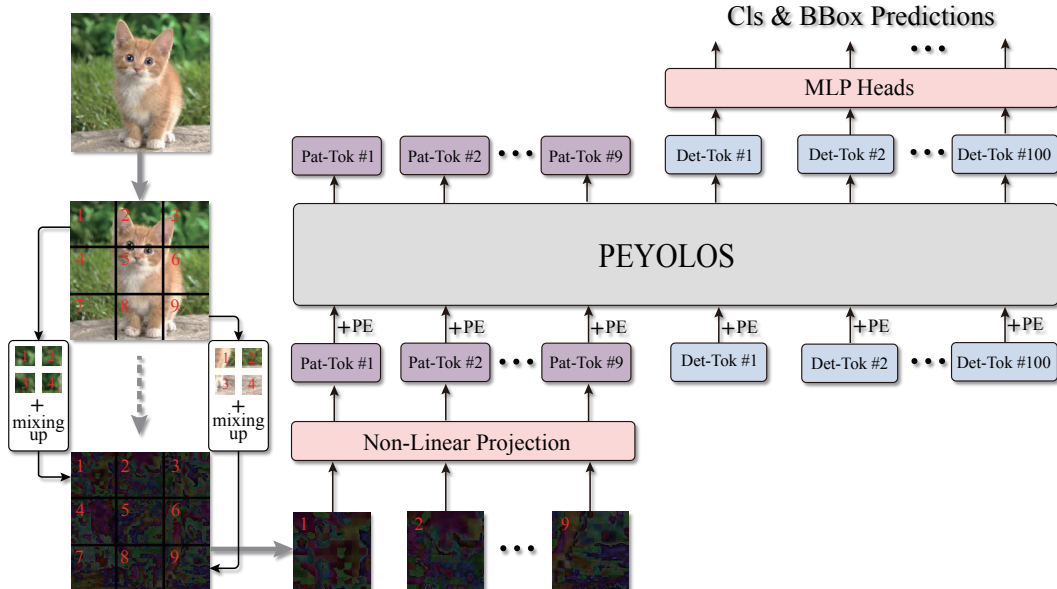 Cls & BBox Predictions
MLP Heads
Pat-Tok #1
Pat-Tok #2
Pat-Tok #9
Det-Tok #1
Det-Tok #2
Det-Tok #100
PEYOLOS
+PE
+PE
+PE
+PE
+PE
+PE
Pat-Tok #1
Pat-Tok #2
Pat-Tok #9
Det-Tok #1
Det-Tok #2
Det-Tok #100
Non-Linear Projection
1 2 3
4 5 6
7 8 9
1 2
3 4
+
mixing
up
1 2
3 4
+
mixing
up
1 2 3
4 5 6
7 8 9
1
2
9